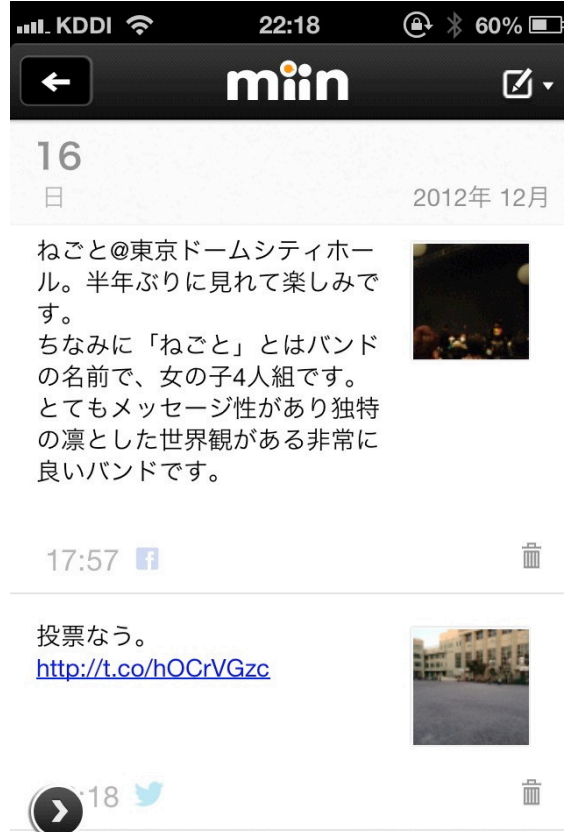 KDDI 22:18 60%
miin
16
日 2012年 12月
ねごと@東京ドームシティホー
ル。半年ぶりに見れて楽しみで
す。
ちなみに「ねごと」とはバンド
の名前で、女の子4人組です。
とてもメッセージ性があり独特
の凛とした世界観がある非常に
良いバンドです。
17:57
投票なう。
http://t.co/hOCrVGzc
:18